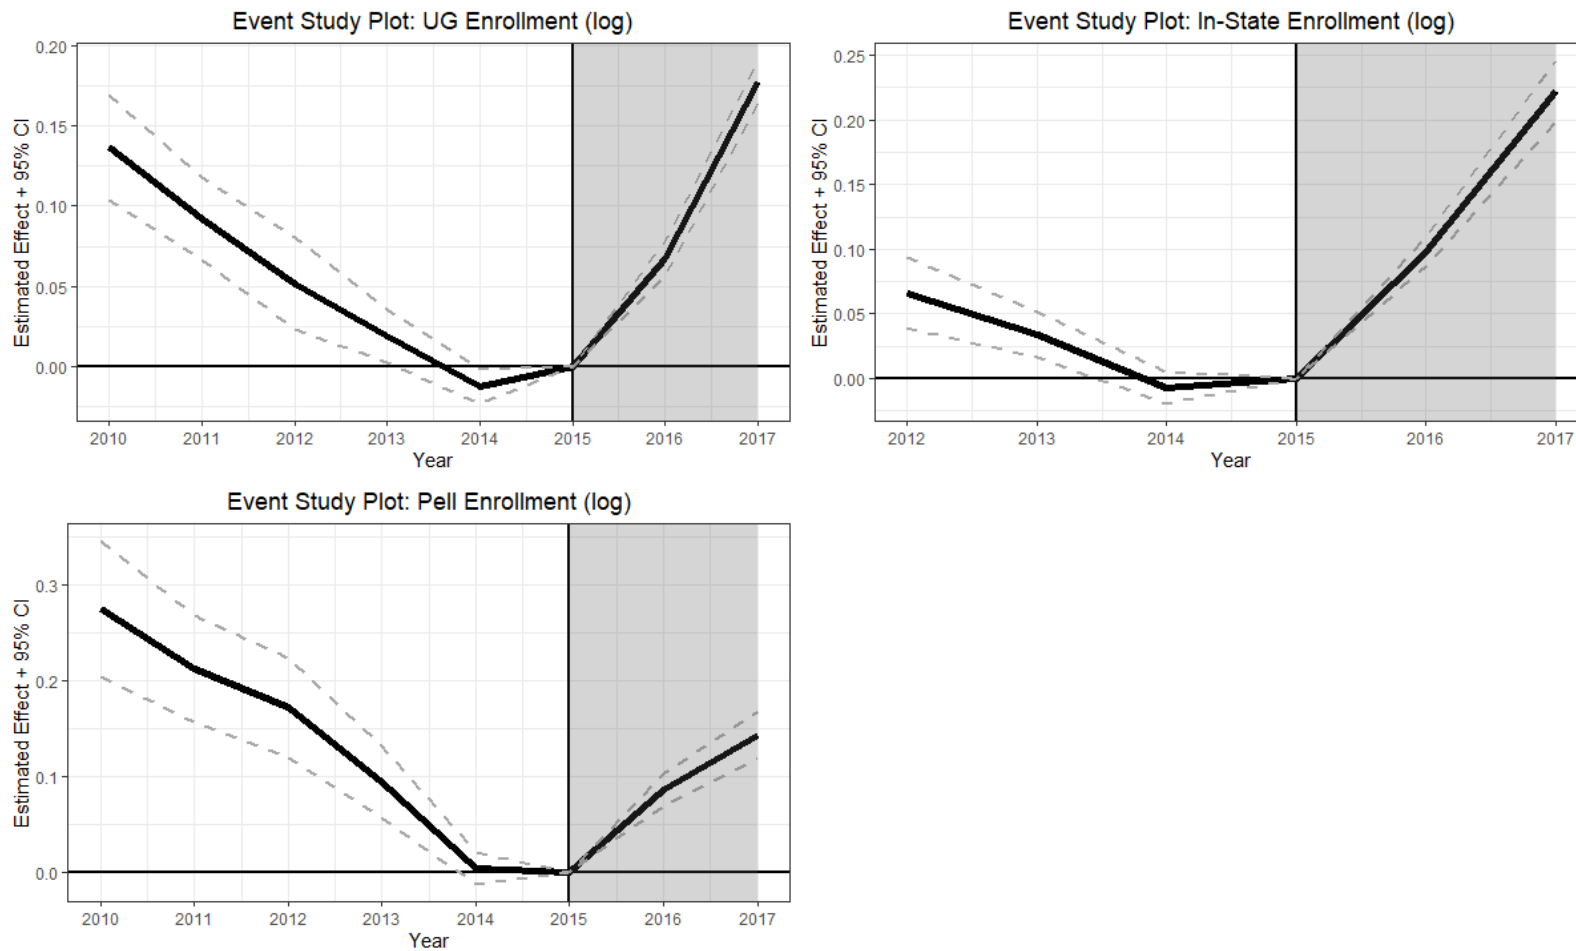 Event Study Plot: UG Enrollment (log)
Estimated Effect + 95% CI
0.20
0.15
0.10
0.05
0.00
2010 2011 2012 2013 2014 2015 2016 2017
Year
Event Study Plot: In-State Enrollment (log)
Estimated Effect + 95% CI
0.25
0.20
0.15
0.10
0.05
0.00
2012 2013 2014 2015 2016 2017
Year
Event Study Plot: Pell Enrollment (log)
Estimated Effect + 95% CI
0.3
0.2
0.1
0.0
2010 2011 2012 2013 2014 2015 2016 2017
Year